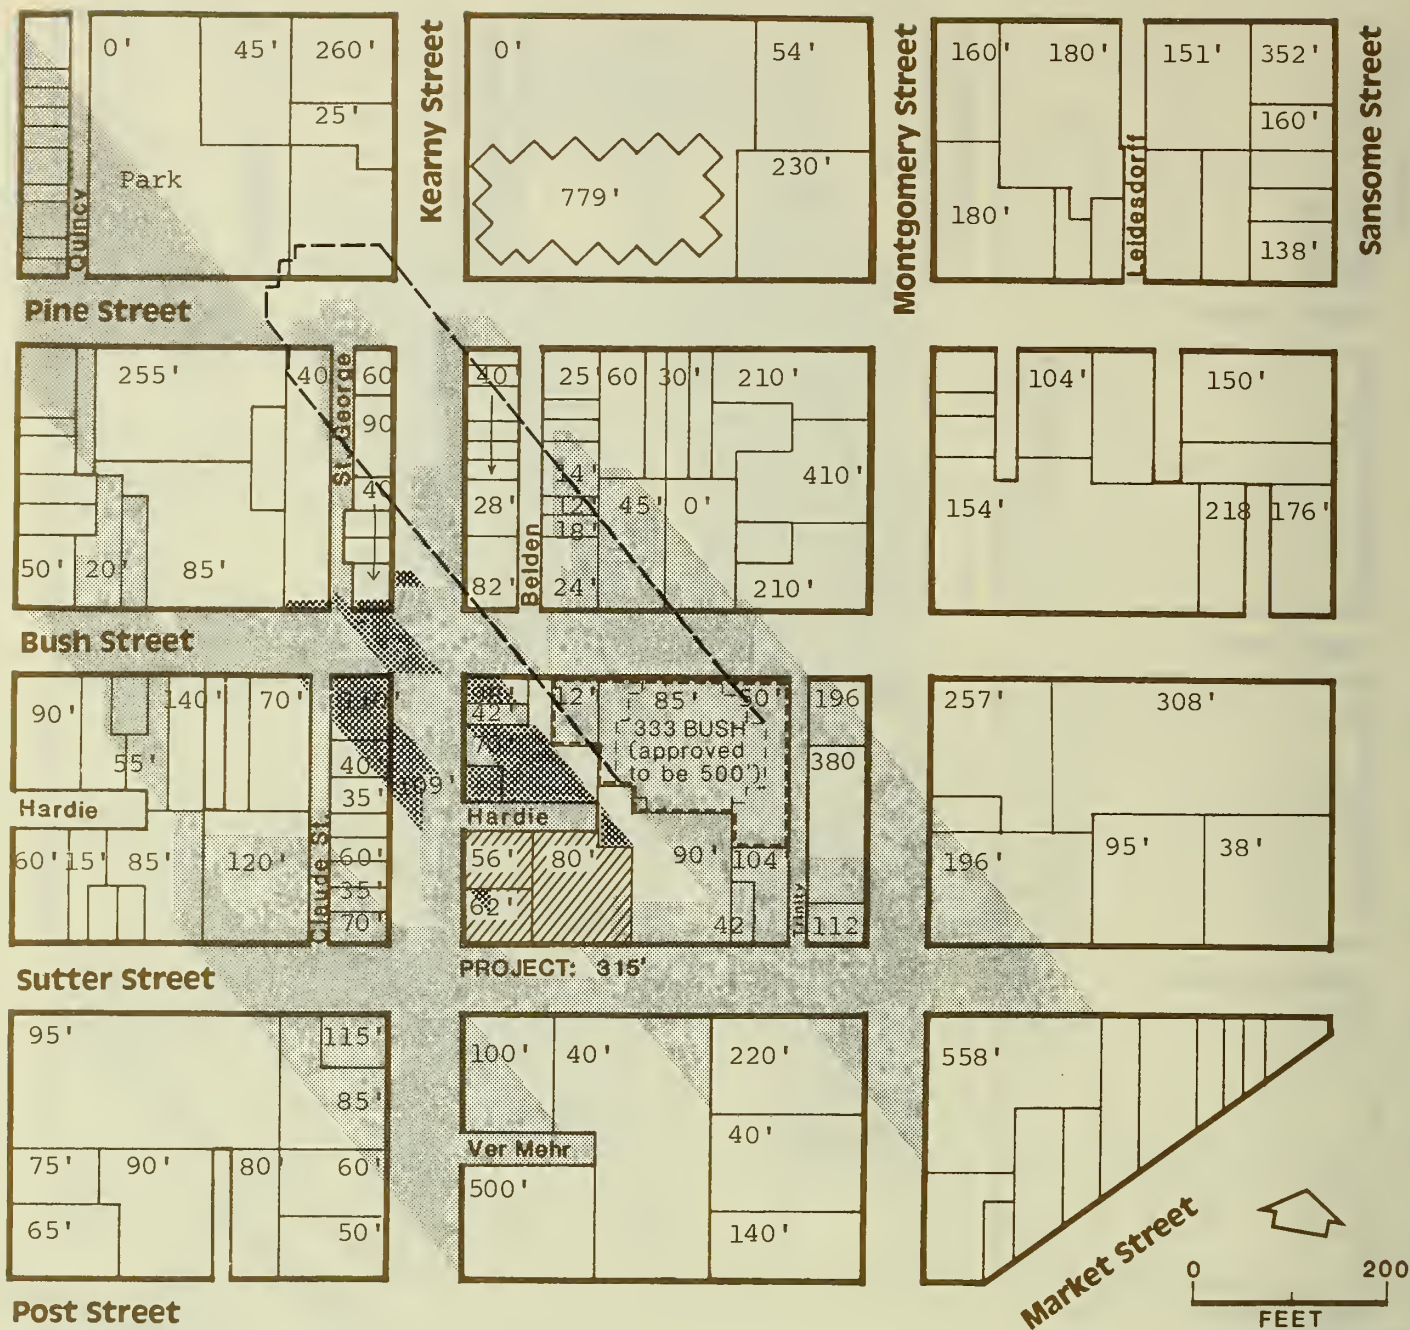 0' 45' 260' 0' 54' 160' 180' 151' 352'
25' 160'
Park 779' 230' 180' 138'
Quincy
Kearny Street
Montgomery Street
Leidesdorff
Sansome Street
Pine Street
255' 40 60 40 25' 60 30' 210' 104' 150'
St. George
90
14' 410'
40 28' 12' 45' 0' 154' 218 176'
18'
50' 20' 85' 82' 24' 210'
Belden
Bush Street
90' 140' 70' 12' 85' 50' 196 257' 308'
42'
333 BUSH
(approved
to be 500')
55' 40 380
35' 109'
Hardie Hardie
60' 15' 85' 120' 60' 56' 80' 90' 104 196' 95' 38'
35' 62'
70' 42 112
Claude St.
Trinity
Sutter Street
PROJECT: 315'
95' 115' 100' 40' 220' 558'
85'
Ver Mehr
75' 90' 80' 60' 40'
500'
65' 50' 140'
Market Street
0 200
FEET
Post Street